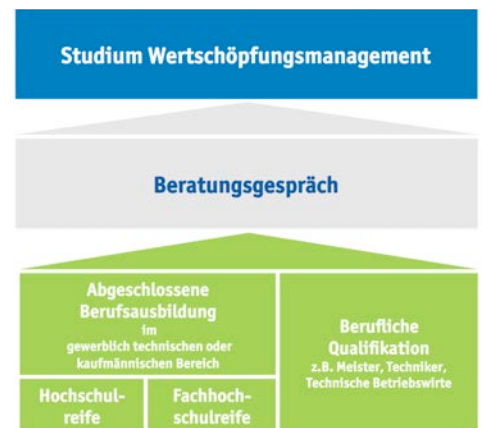 Studium Wertschöpfungsmanagement
Beratungsgespräch
Abgeschlossene
Berufsausbildung
im
gewerblich technischen oder
kaufmännischen Bereich
Hochschul-
reife
Fachhoch-
schulreife
Berufliche
Qualifikation
z.B. Meister, Techniker,
Technische Betriebswirte